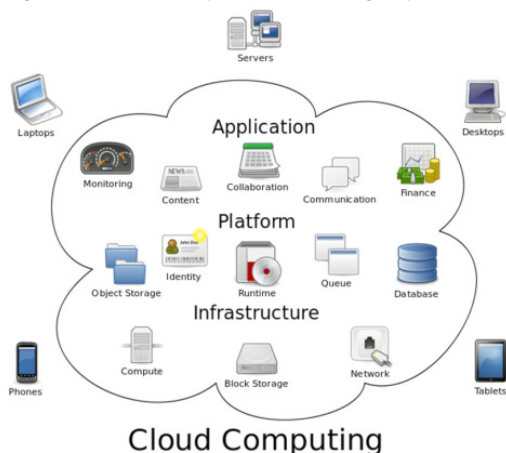 Servers
Laptops
Desktops
Application
Monitoring
Content
Collaboration
Communication
Finance
Platform
Object Storage
Identity
Runtime
Queue
Database
Infrastructure
Compute
Block Storage
Network
Phones
Tablets
Cloud Computing
NEWS